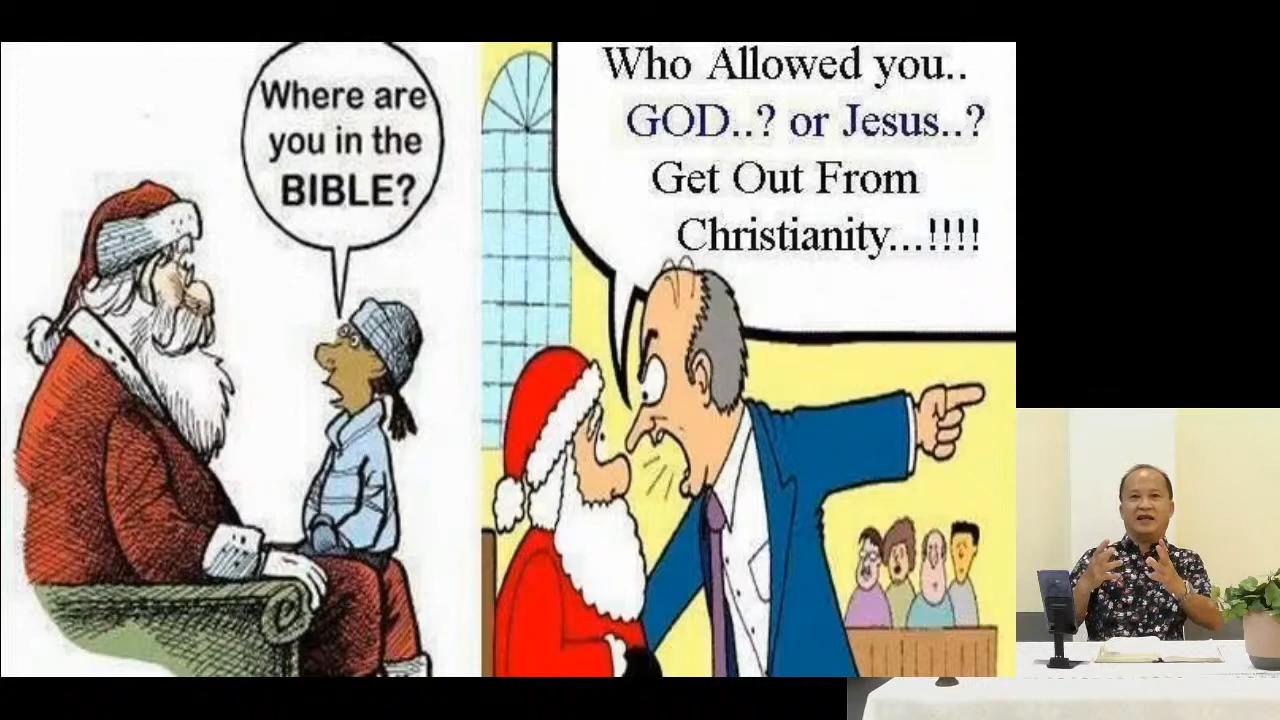 Where are
you in the
BIBLE?
Who Allowed you..
GOD..? or Jesus..?
Get Out From
Christianity...!!!!